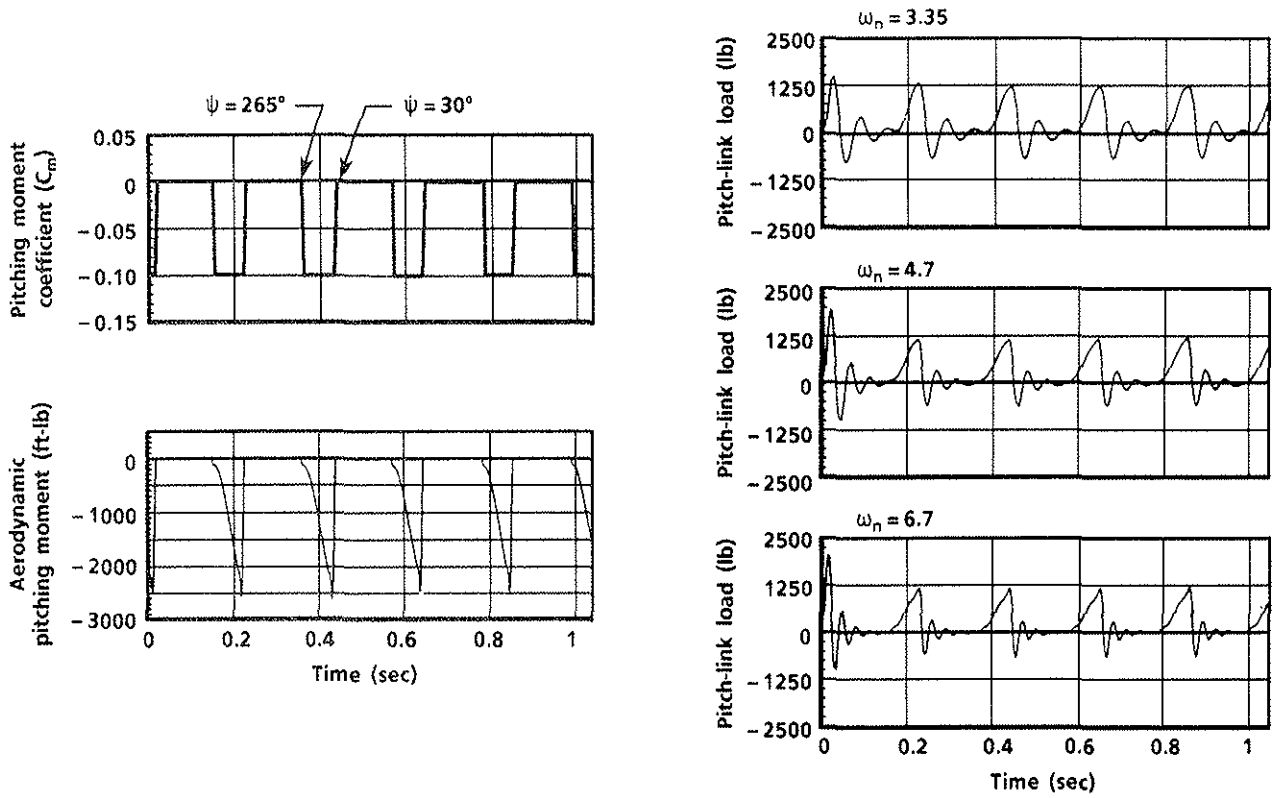 ψ = 265°
ψ = 30°
Pitching moment
coefficient (Cm)
0.05
0
−0.05
−0.10
−0.15
Aerodynamic
pitching moment (ft-lb)
0
−1000
−2000
−3000
0
0.2
0.4
0.6
0.8
1
Time (sec)
ωn = 3.35
Pitch-link load (lb)
2500
1250
0
−1250
−2500
ωn = 4.7
Pitch-link load (lb)
2500
1250
0
−1250
−2500
ωn = 6.7
Pitch-link load (lb)
2500
1250
0
−1250
−2500
0
0.2
0.4
0.6
0.8
1
Time (sec)